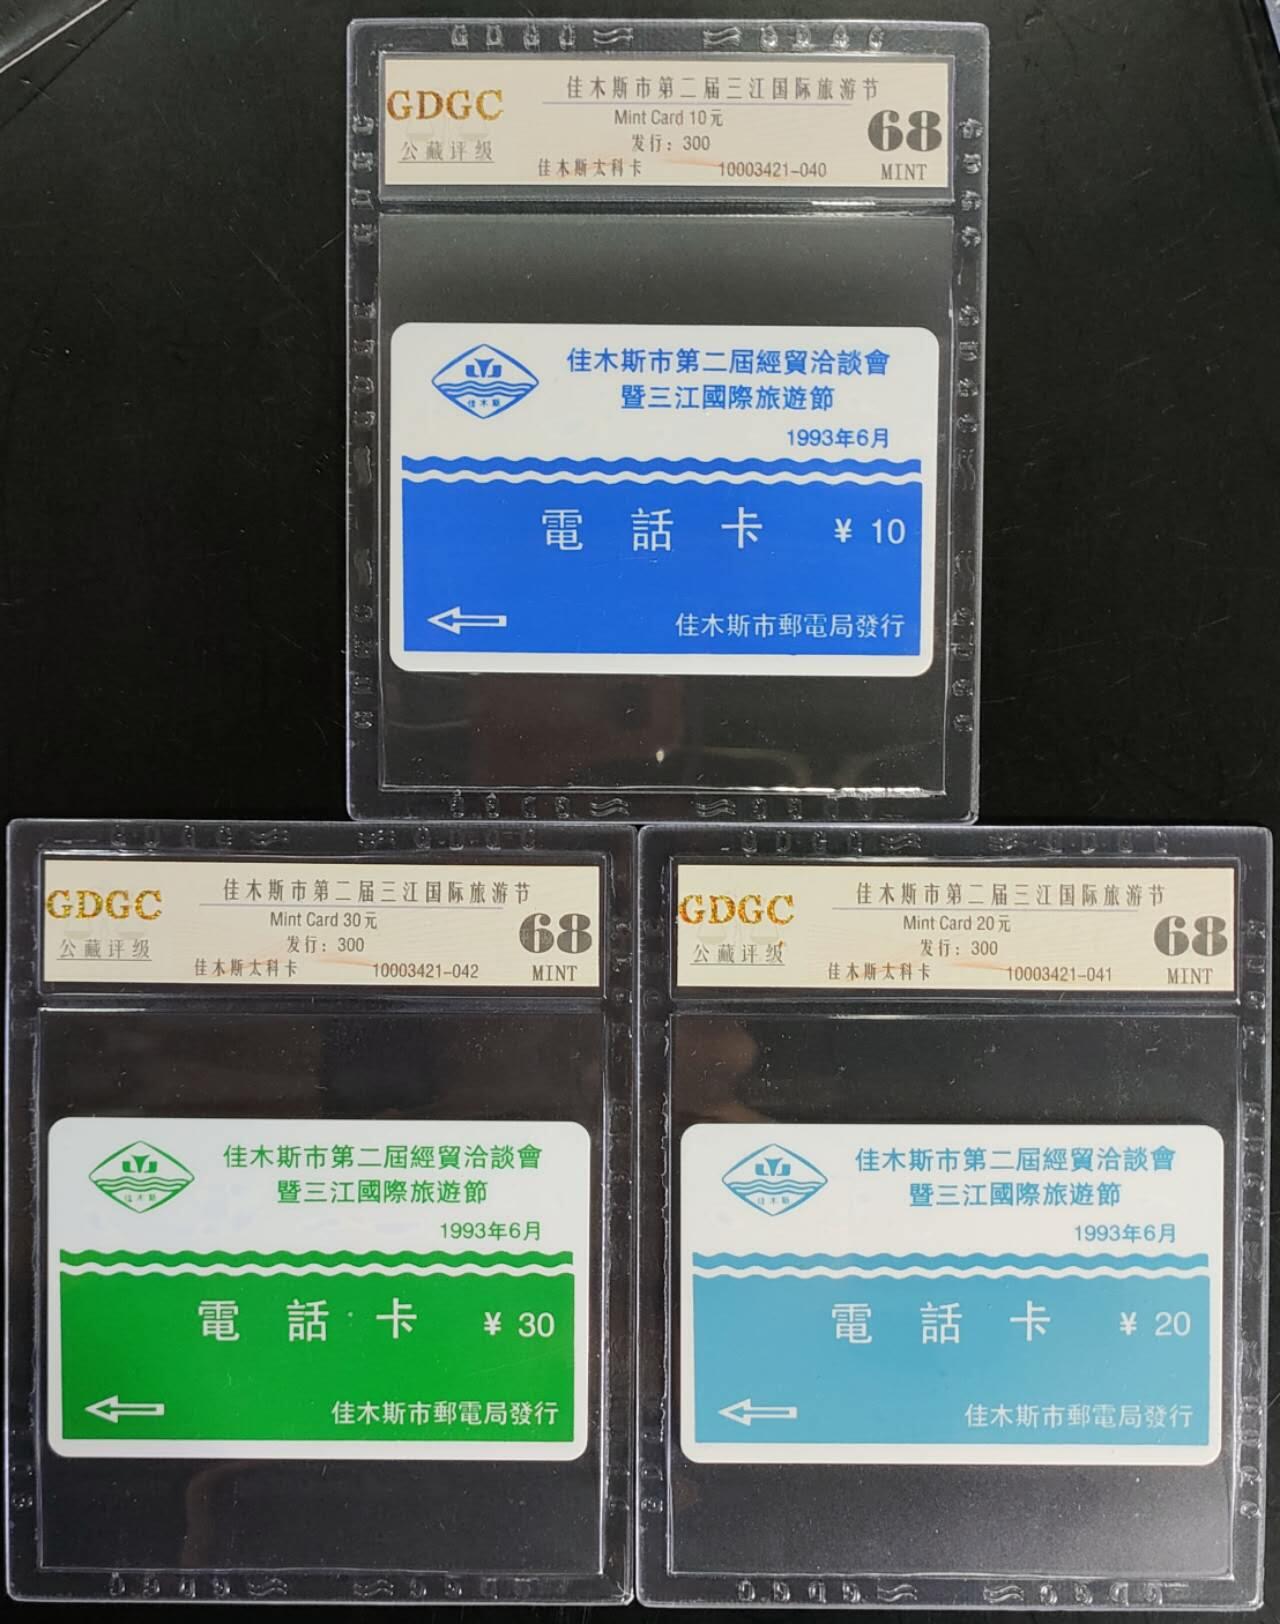 GDGC
公藏评级
佳木斯市第二届三江国际旅游节
Mint Card 10元
发行：300
佳木斯太科卡 10003421-040
68
MINT
佳木斯
佳木斯市第二屆經貿洽談會
暨三江國際旅遊節
1993年6月
電話卡 ¥ 10
佳木斯市郵電局發行
GDGC
公藏评级
佳木斯市第二届三江国际旅游节
Mint Card 30元
发行：300
佳木斯太科卡 10003421-042
68
MINT
佳木斯
佳木斯市第二屆經貿洽談會
暨三江國際旅遊節
1993年6月
電話卡 ¥ 30
佳木斯市郵電局發行
GDGC
公藏评级
佳木斯市第二届三江国际旅游节
Mint Card 20元
发行：300
佳木斯太科卡 10003421-041
68
MINT
佳木斯
佳木斯市第二屆經貿洽談會
暨三江國際旅遊節
1993年6月
電話卡 ¥ 20
佳木斯市郵電局發行